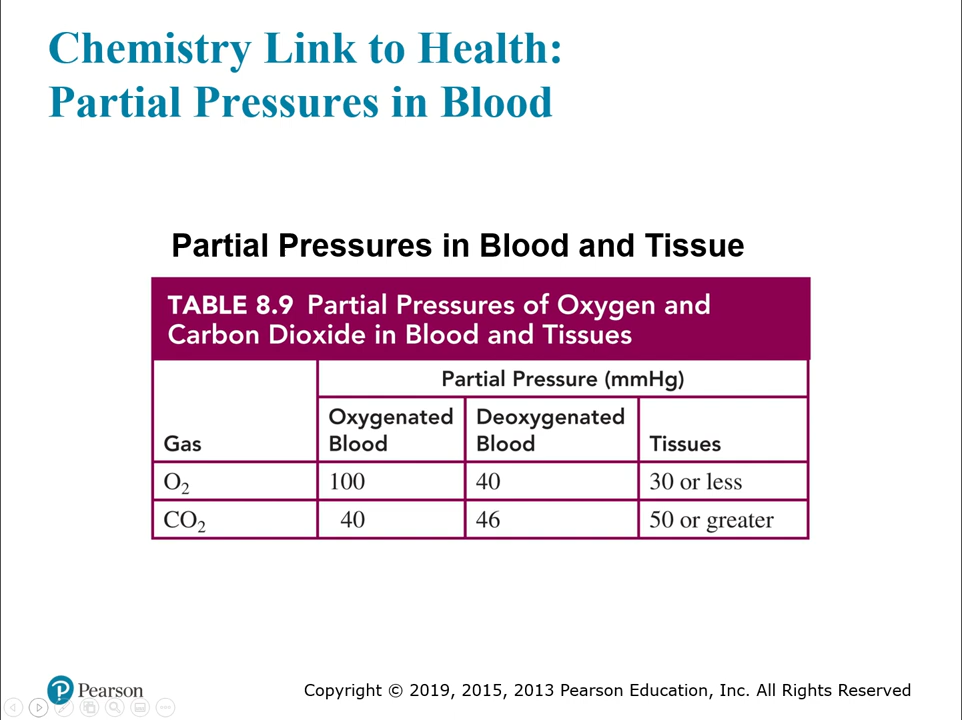 Chemistry Link to Health:
Partial Pressures in Blood
Partial Pressures in Blood and Tissue
TABLE 8.9 Partial Pressures of Oxygen and
Carbon Dioxide in Blood and Tissues
Partial Pressure (mmHg)
Gas Oxygenated Blood Deoxygenated Blood Tissues
O₂ 100 40 30 or less
CO₂ 40 46 50 or greater
P Pearson
Copyright © 2019, 2015, 2013 Pearson Education, Inc. All Rights Reserved